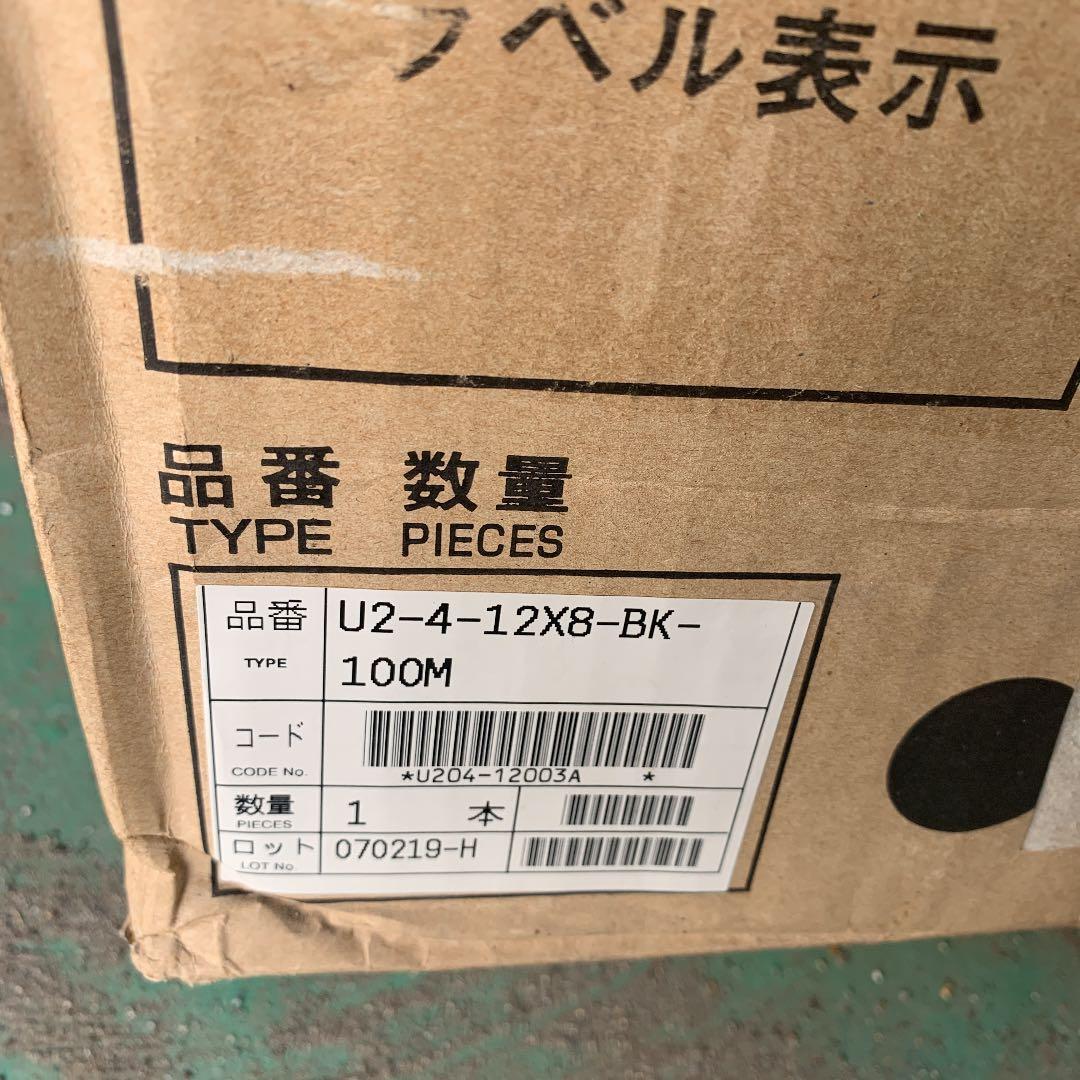 ラベル表示
品番 数量
TYPE PIECES
品番 U2-4-12X8-BK-
TYPE 100M
コード
CODE No. *U204-12003A *
数量 1 本
PIECES
ロット 070219-H
LOT No.